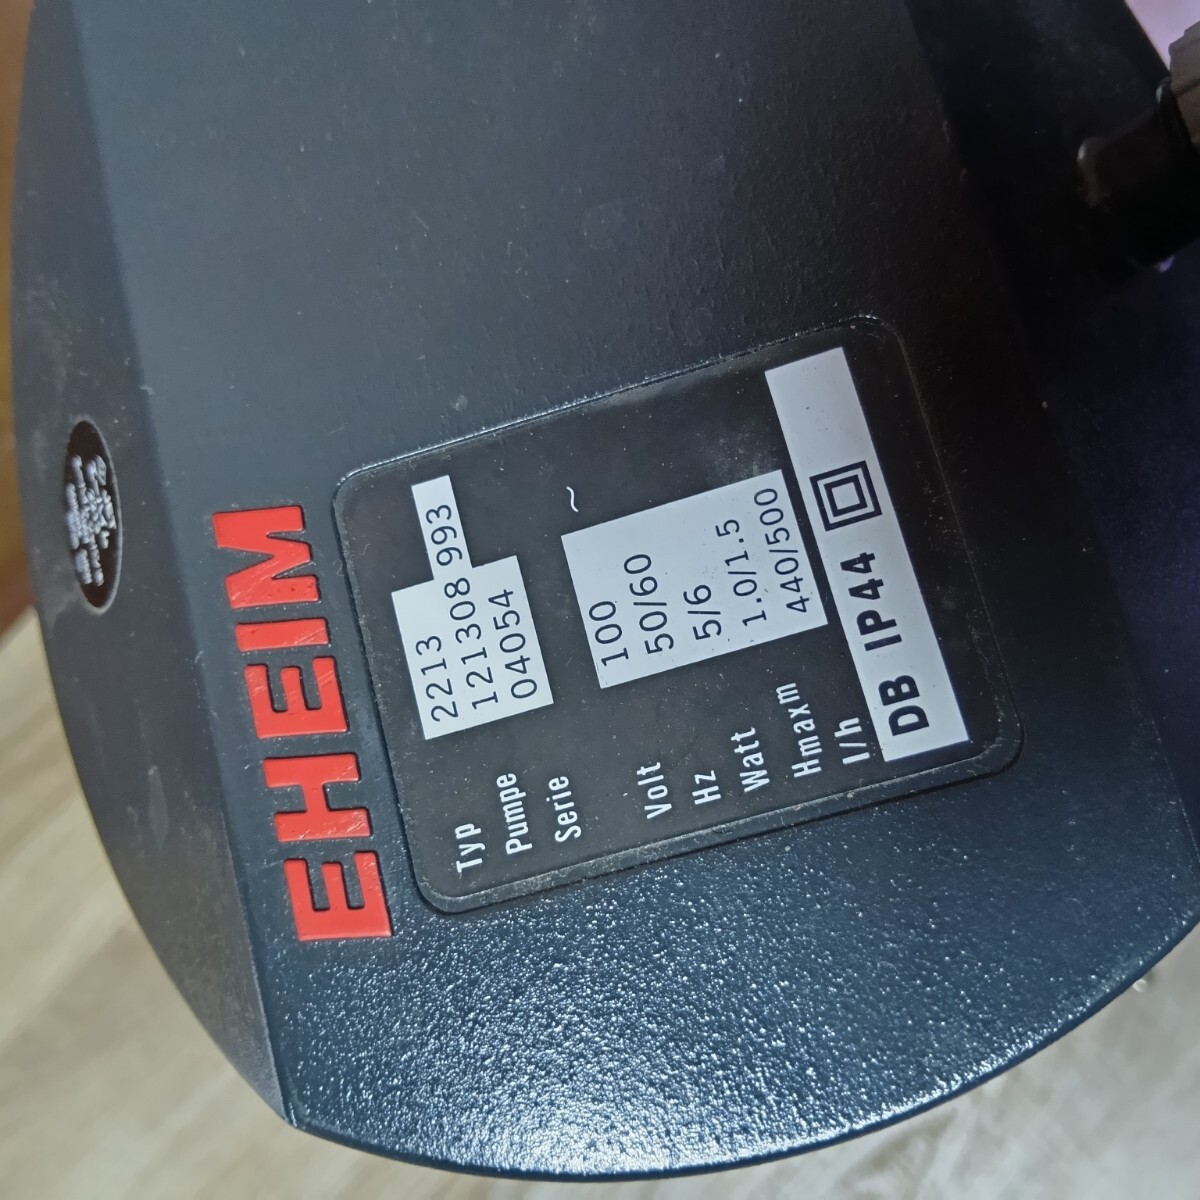 EHEIM
Typ 2213
Pumpe 121308 993
Serie 04054
~
Volt 100
Hz 50/60
Watt 5/6
Hmaxm 1.0/1.5
l/h 440/500
DB IP44